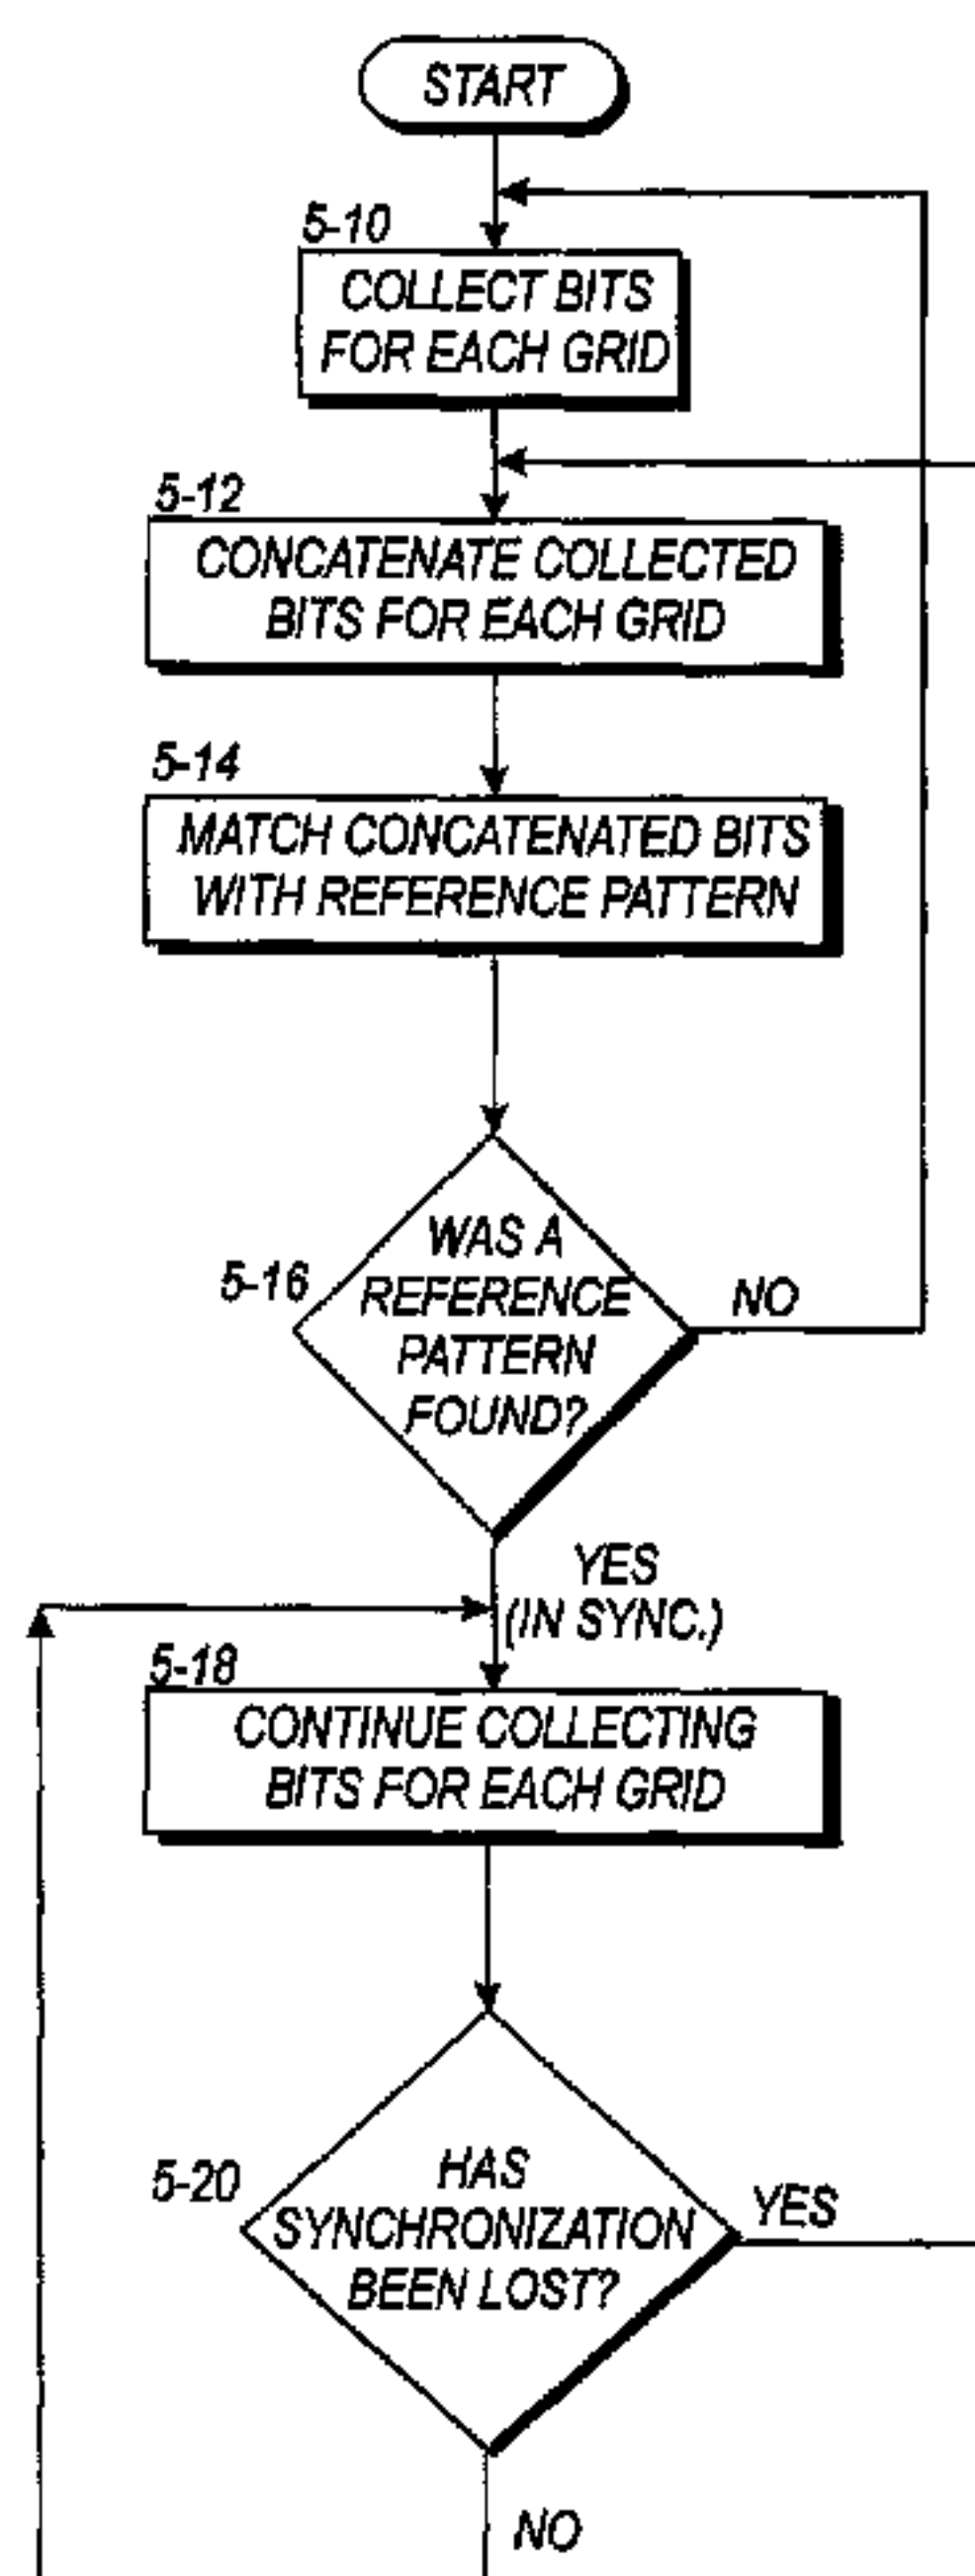 START
5-10
COLLECT BITS
FOR EACH GRID
5-12
CONCATENATE COLLECTED
BITS FOR EACH GRID
5-14
MATCH CONCATENATED BITS
WITH REFERENCE PATTERN
5-16
WAS A
REFERENCE
PATTERN
FOUND?
NO
YES
(IN SYNC.)
5-18
CONTINUE COLLECTING
BITS FOR EACH GRID
5-20
HAS
SYNCHRONIZATION
BEEN LOST?
YES
NO